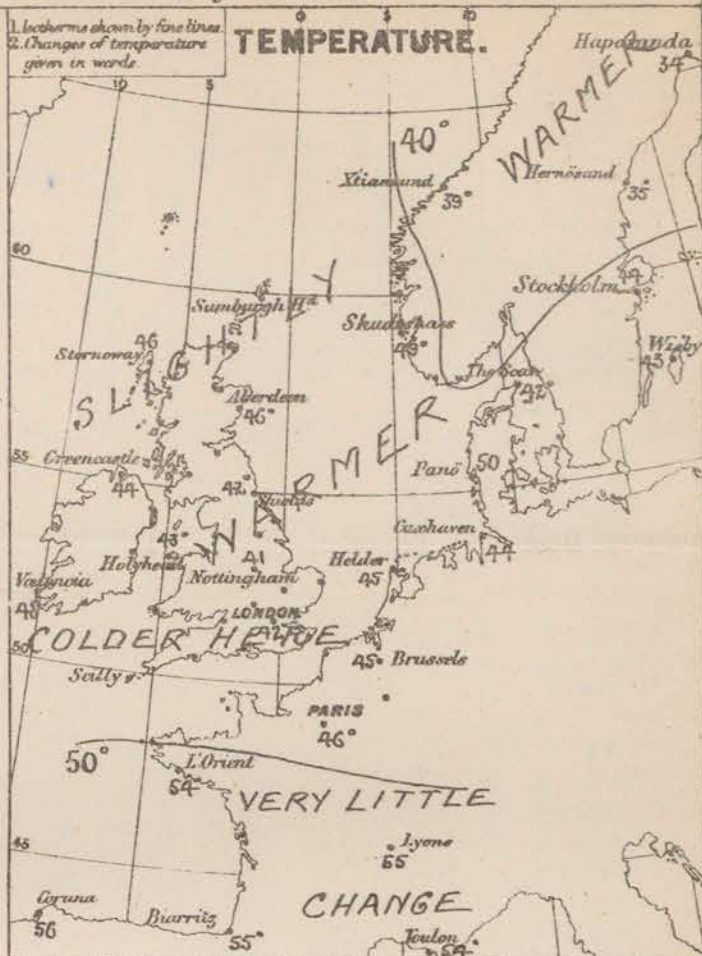 1. Isotherms shown by fine lines.
2. Changes of temperature
given in words.
TEMPERATURE.
10
5
0
5
10
Haparanda
34°
WARMER
40°
Xtiansund
39°
Hernösand
35°
60
Stockholm
44
Sumburgh Hd
Skudesnaes
Stornoway
46
SLIGHTLY
WARMER
Aberdeen
46°
The Scaw
47°
Wisby
43
55
Greencastle
44
42°
Shields
Fanö
50
Cuxhaven
44
43°
Holyhead
41
Nottingham
Helder
45
Valencia
LONDON
COLDER HERE
50
Scilly
45°
Brussels
PARIS
46°
50°
L'Orient
54°
VERY LITTLE
CHANGE
45
Lyons
55
Coruna
56
Biarritz
55°
Toulon
54°